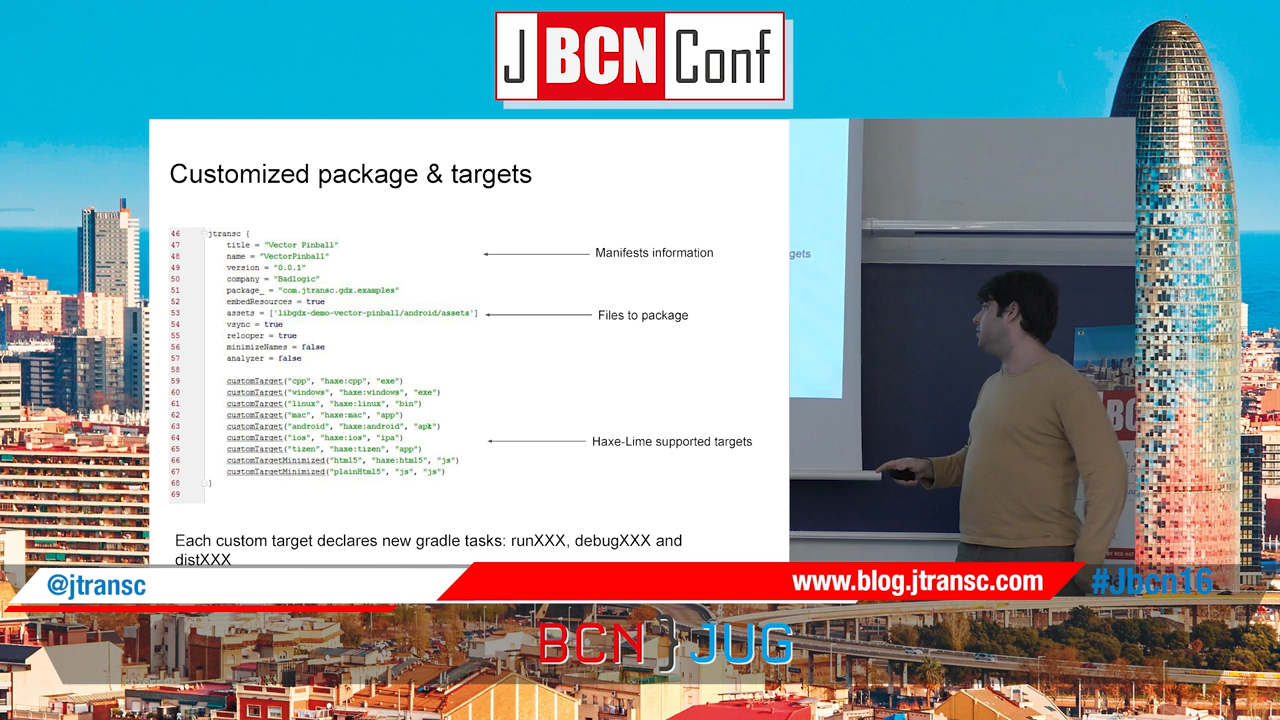 J BCN Conf
Customized package & targets
46 jtransc {
47 title = "Vector Pinball"
48 name = "VectorPinball"
49 version = "0.0.1"
50 company = "Badlogic"
51 package_ = "com.jtransc.gdx.examples"
52 embedResources = true
53 assets = ['libgdx-demo-vector-pinball/android/assets']
54 vsync = true
55 relooper = true
56 minimizeNames = false
57 analyzer = false
58
59 customTarget("cpp", "haxe:cpp", "exe")
60 customTarget("windows", "haxe:windows", "exe")
61 customTarget("linux", "haxe:linux", "bin")
62 customTarget("mac", "haxe:mac", "app")
63 customTarget("android", "haxe:android", "apk")
64 customTarget("ios", "haxe:ios", "ipa")
65 customTarget("tizen", "haxe:tizen", "app")
66 customTargetMinimized("html5", "haxe:html5", "js")
67 customTargetMinimized("plainHtml5", "js", "js")
68 }
69
Manifests information
Files to package
Haxe-Lime supported targets
Each custom target declares new gradle tasks: runXXX, debugXXX and
distXXX
gets
BC
@jtransc
www.blog.jtransc.com
#Jbcn16
BCN JUG